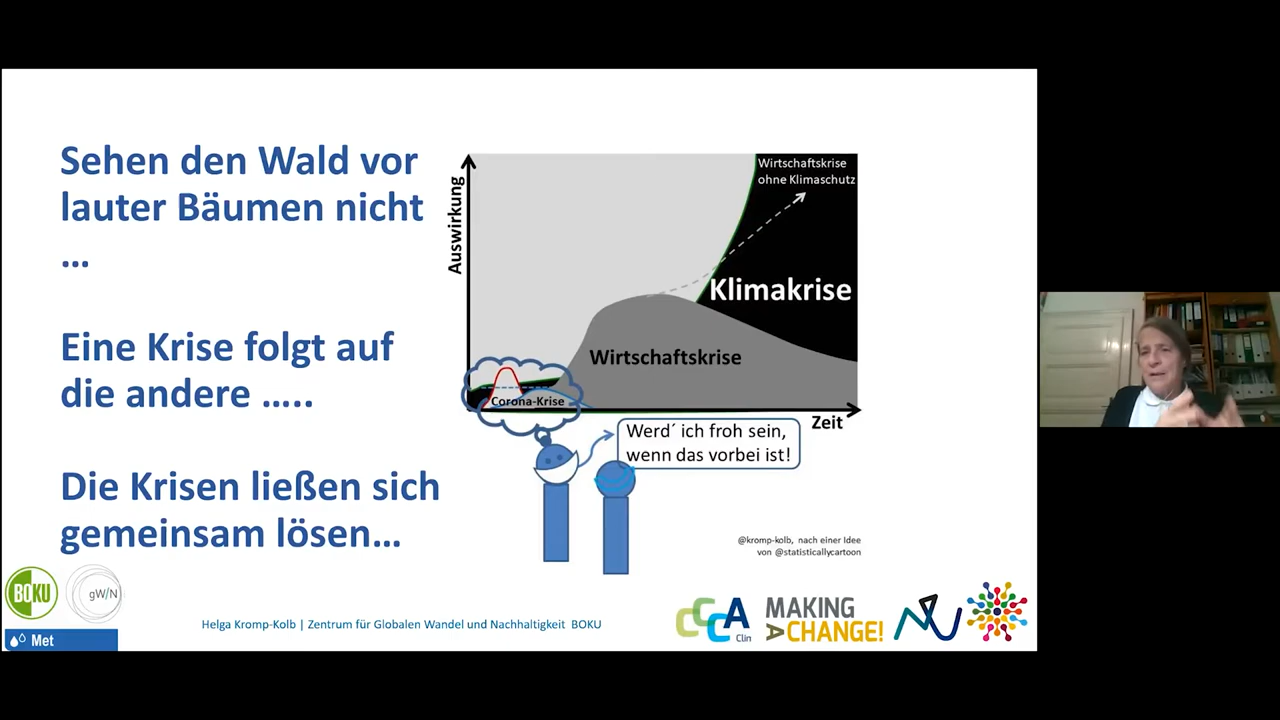 Sehen den Wald vor
lauter Bäumen nicht
…
Eine Krise folgt auf
die andere …..
Die Krisen ließen sich
gemeinsam lösen…
Auswirkung
Wirtschaftskrise
ohne Klimaschutz
Klimakrise
Wirtschaftskrise
Corona-Krise
Zeit
Werd´ ich froh sein,
wenn das vorbei ist!
@kromp-kolb, nach einer Idee
von @statisticallycartoon
BOKU
gW/N
Met
Helga Kromp-Kolb | Zentrum für Globalen Wandel und Nachhaltigkeit BOKU
CCCA
Clin
MAKING
A CHANGE!